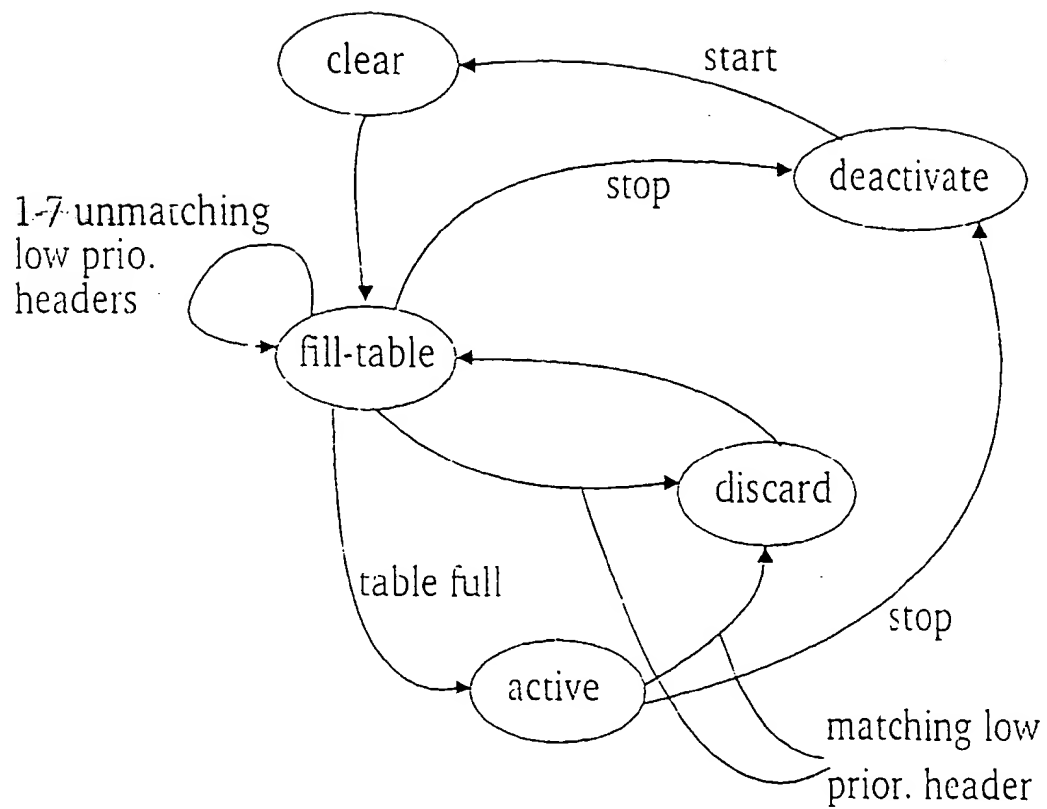 clear
start
deactivate
stop
1-7 unmatching
low prio.
headers
fill-table
discard
table full
stop
active
matching low
prior. header